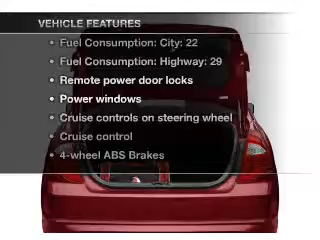 VEHICLE FEATURES
• Fuel Consumption: City: 22
• Fuel Consumption: Highway: 29
• Remote power door locks
• Power windows
• Cruise controls on steering wheel
• Cruise control
• 4-wheel ABS Brakes